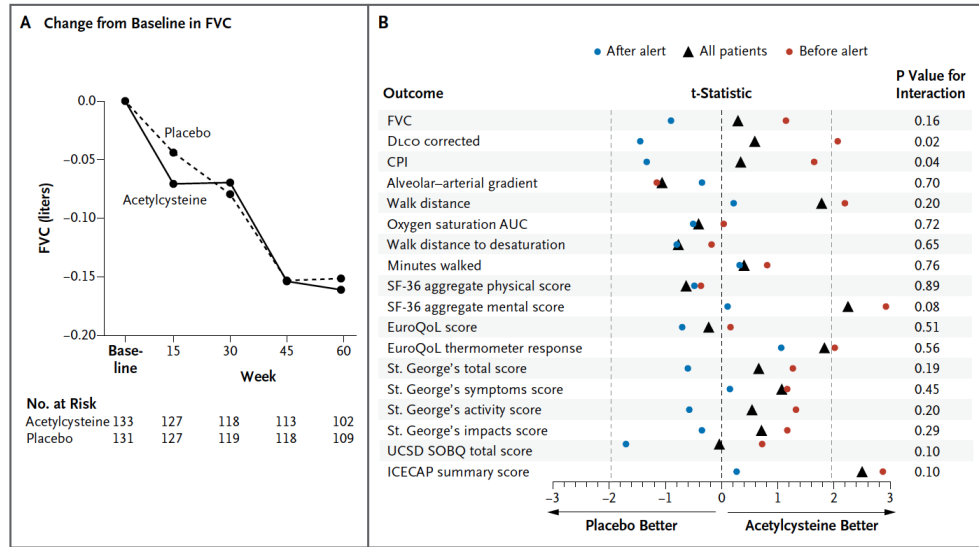 A Change from Baseline in FVC
0.0
−0.05
−0.10
−0.15
−0.20
FVC (liters)
Placebo
Acetylcysteine
Base-
line
15 30 45 60
Week
No. at Risk
Acetylcysteine 133 127 118 113 102
Placebo 131 127 119 118 109
B
After alert All patients Before alert
Outcome t-Statistic P Value for
Interaction
FVC 0.16
DLCO corrected 0.02
CPI 0.04
Alveolar–arterial gradient 0.70
Walk distance 0.20
Oxygen saturation AUC 0.72
Walk distance to desaturation 0.65
Minutes walked 0.76
SF-36 aggregate physical score 0.89
SF-36 aggregate mental score 0.08
EuroQoL score 0.51
EuroQoL thermometer response 0.56
St. George's total score 0.19
St. George's symptoms score 0.45
St. George's activity score 0.20
St. George's impacts score 0.29
UCSD SOBQ total score 0.10
ICECAP summary score 0.10
−3 −2 −1 0 1 2 3
Placebo Better Acetylcysteine Better